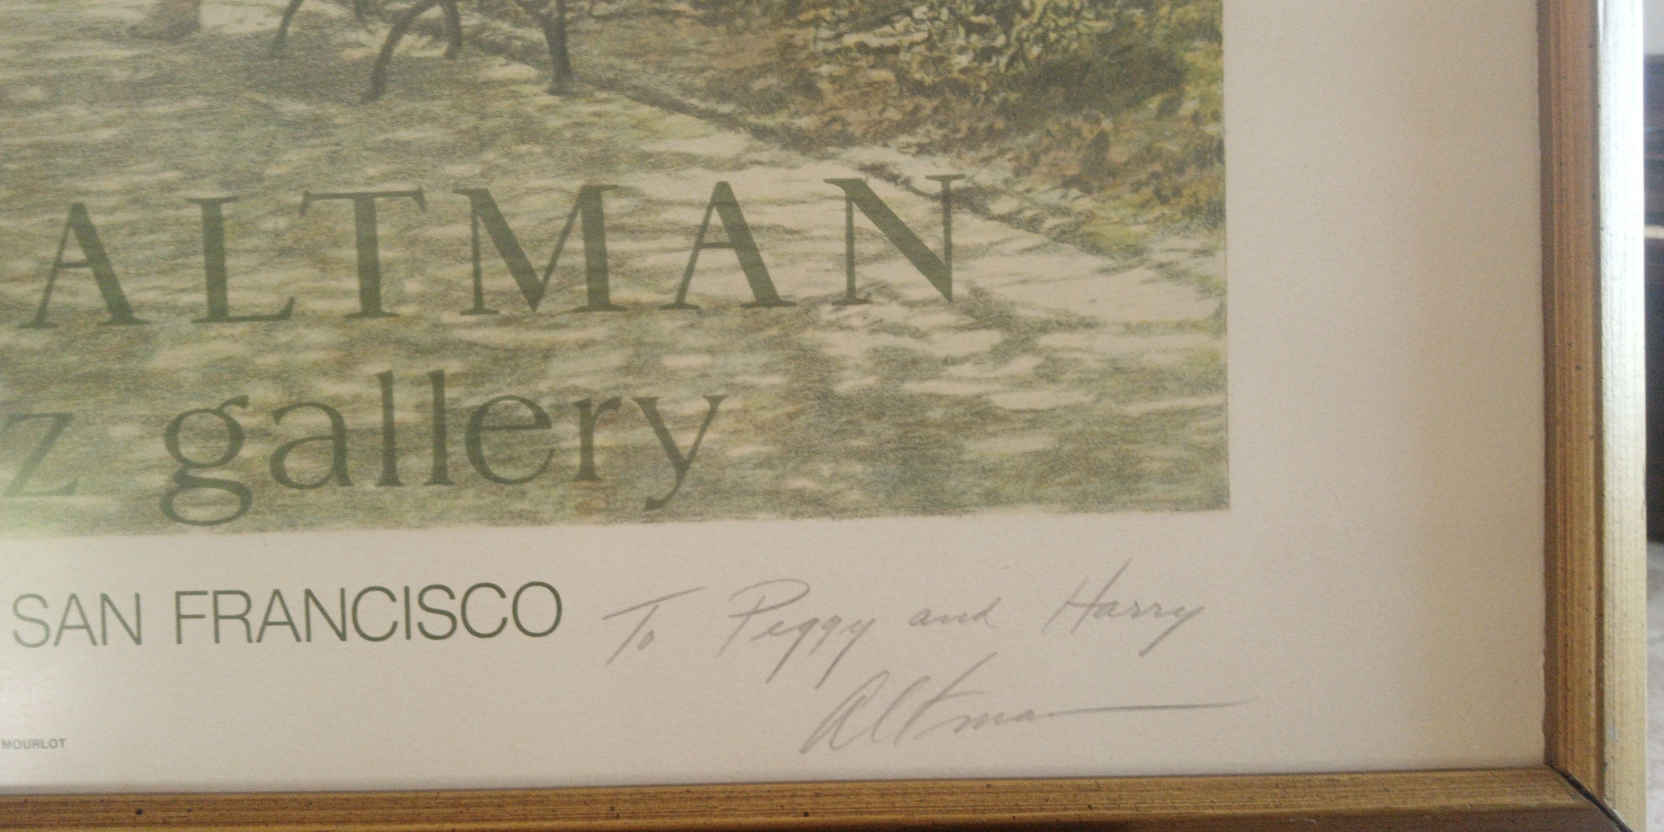 ALTMAN
z gallery
SAN FRANCISCO
To Peggy and Harry
Altman
MOURLOT